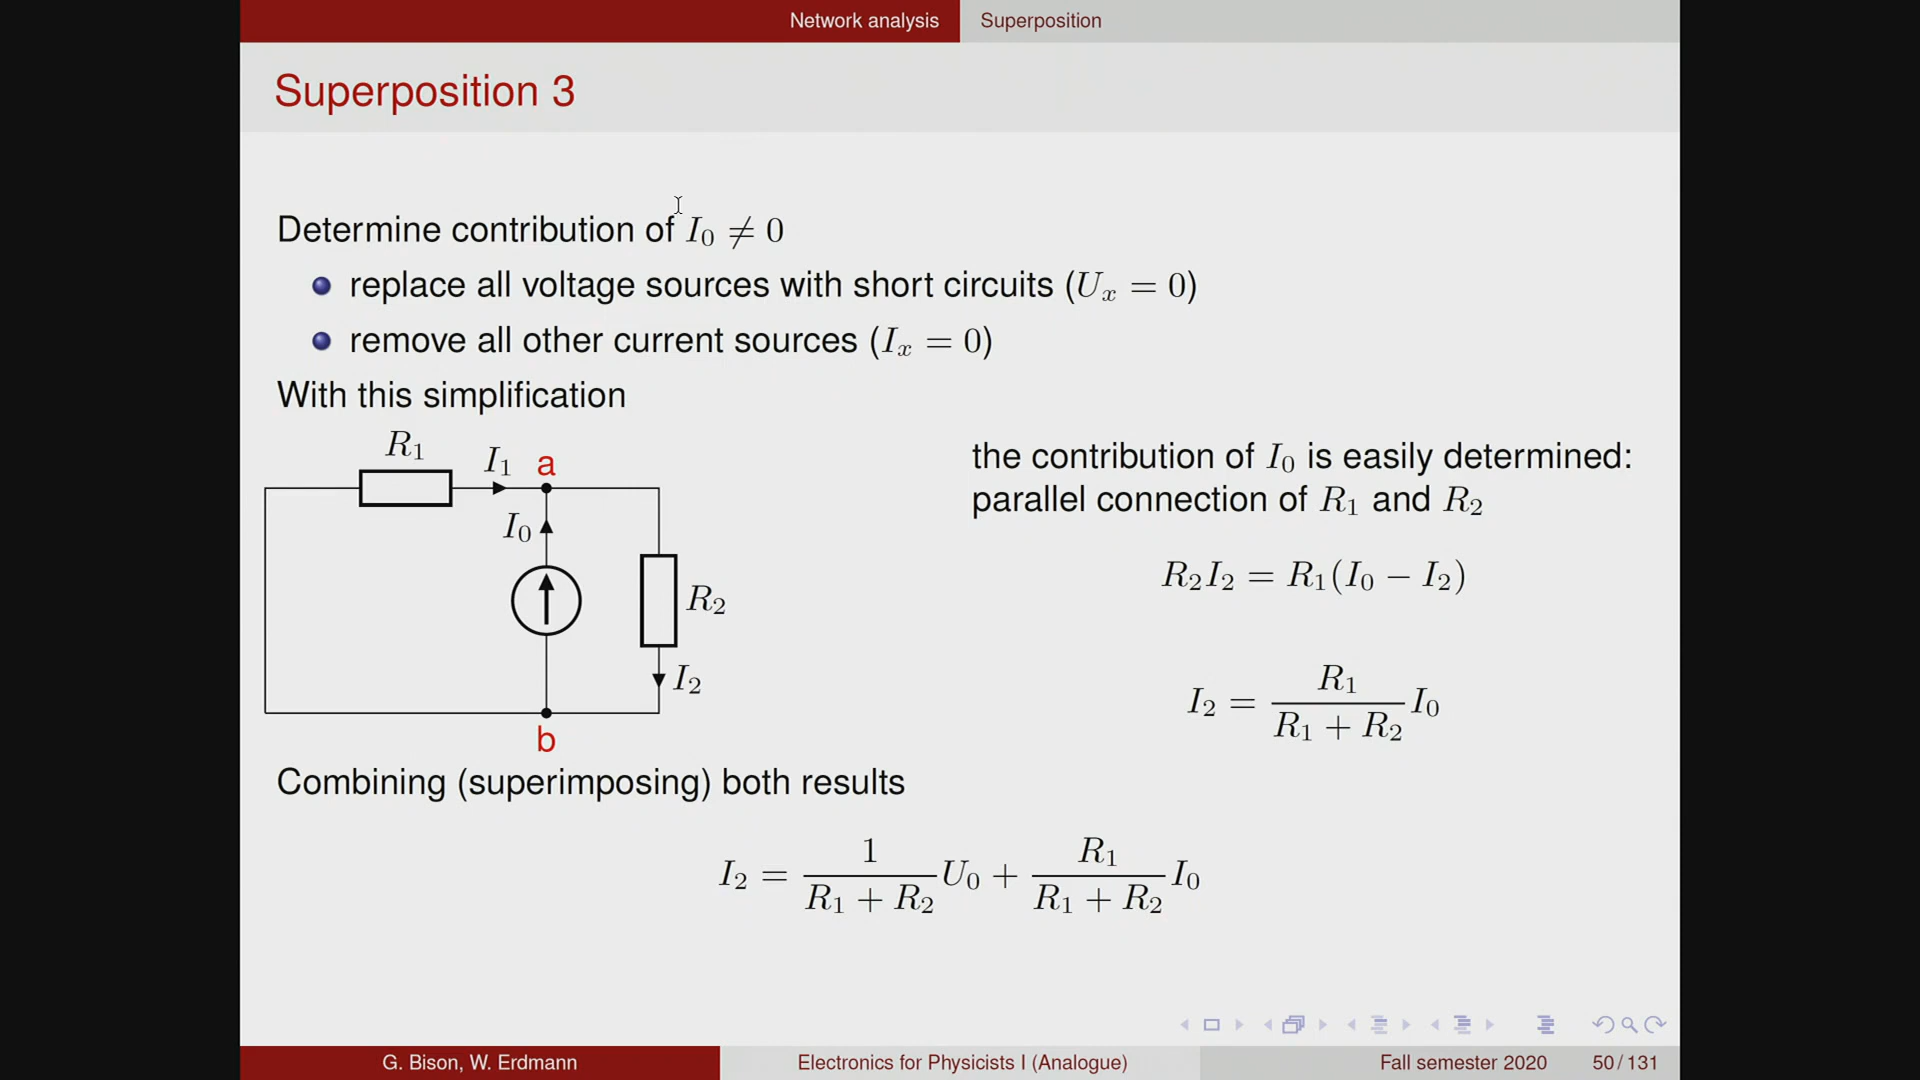 Network analysis Superposition
Superposition 3
Determine contribution of I₀ ≠ 0
replace all voltage sources with short circuits (Uₓ = 0)
remove all other current sources (Iₓ = 0)
With this simplification
R₁
I₁
a
I₀
R₂
I₂
b
the contribution of I₀ is easily determined:
parallel connection of R₁ and R₂
R₂I₂ = R₁(I₀ − I₂)
I₂ = R₁/(R₁ + R₂) I₀
Combining (superimposing) both results
I₂ = 1/(R₁ + R₂) U₀ + R₁/(R₁ + R₂) I₀
G. Bison, W. Erdmann Electronics for Physicists I (Analogue) Fall semester 2020 50 / 131